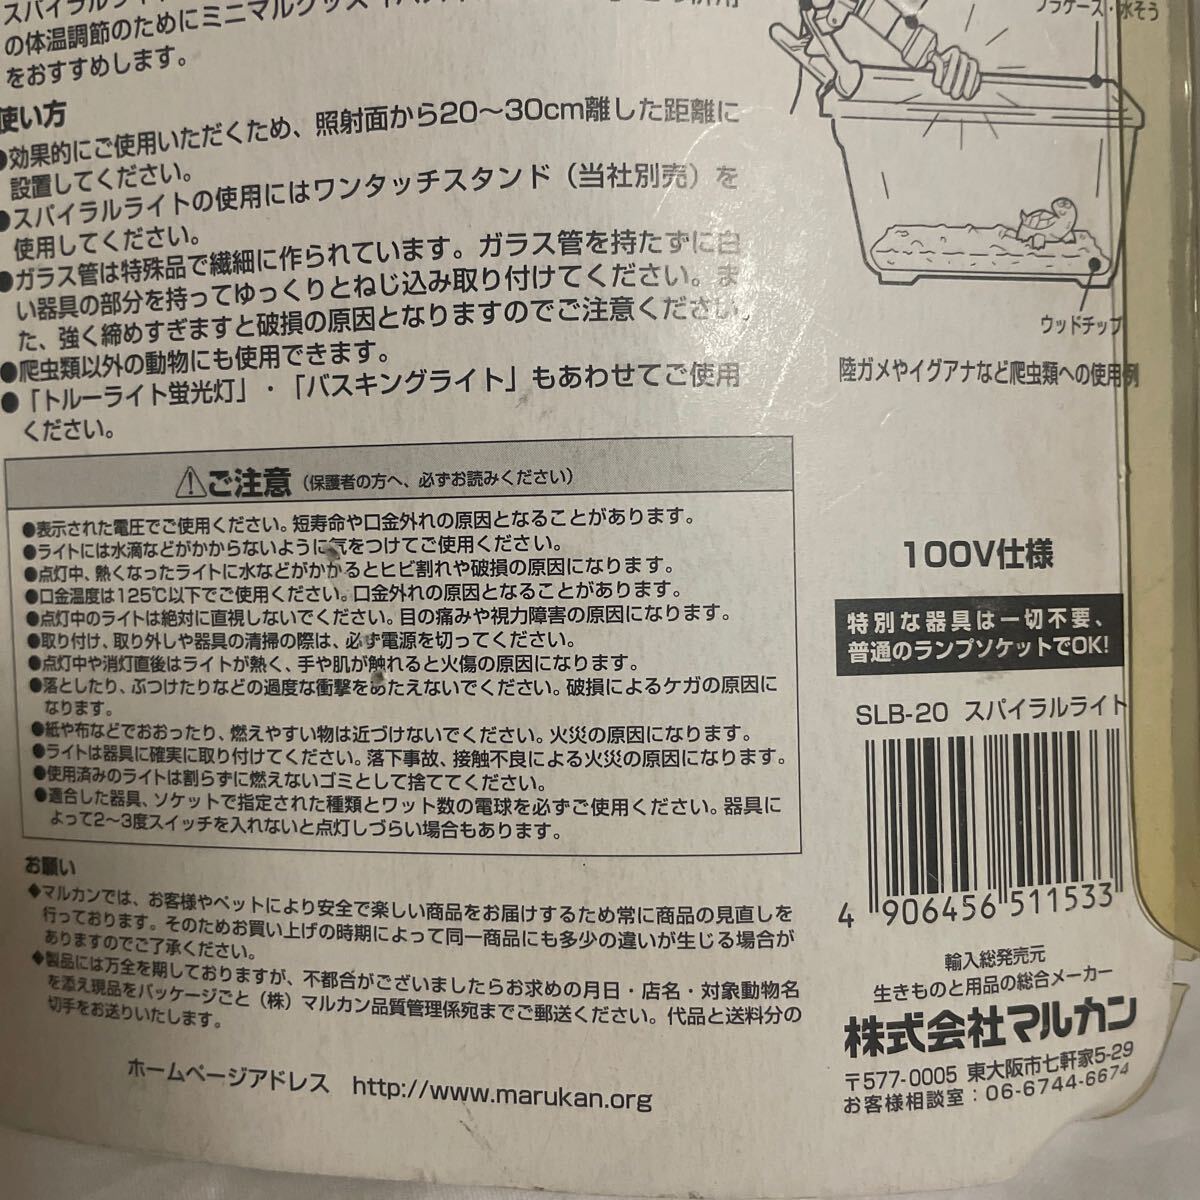 の体温調節のために
をおすすめします。
使い方
●効果的にご使用いただくため、照射面から20〜30cm離した距離に
設置してください。
●スパイラルライトの使用にはワンタッチスタンド（当社別売）を
使用してください。
●ガラス管は特殊品で繊細に作られています。ガラス管を持たずに白
い器具の部分を持ってゆっくりとねじ込み取り付けてください。ま
た、強く締めすぎますと破損の原因となりますのでご注意ください。
●爬虫類以外の動物にも使用できます。
●「トルーライト蛍光灯」・「バスキングライト」もあわせてご使用
ください。
プラケース・水そう
ウッドチップ
陸ガメやイグアナなど爬虫類への使用例
⚠ご注意（保護者の方へ、必ずお読みください）
●表示された電圧でご使用ください。短寿命や口金外れの原因となることがあります。
●ライトには水滴などがかからないように気をつけてご使用ください。
●点灯中、熱くなったライトに水などがかかるとヒビ割れや破損の原因になります。
●口金温度は125℃以下でご使用ください。口金外れの原因となることがあります。
●点灯中のライトは絶対に直視しないでください。目の痛みや視力障害の原因になります。
●取り付け、取り外しや器具の清掃の際は、必ず電源を切ってください。
●点灯中や消灯直後はライトが熱く、手や肌が触れると火傷の原因になります。
●落としたり、ぶつけたりなどの過度な衝撃をあたえないでください。破損によるケガの原因に
なります。
●紙や布などでおおったり、燃えやすい物は近づけないでください。火災の原因になります。
●ライトは器具に確実に取り付けてください。落下事故、接触不良による火災の原因になります。
●使用済みのライトは割らずに燃えないゴミとして捨ててください。
●適合した器具、ソケットで指定された種類とワット数の電球を必ずご使用ください。器具に
よって2〜3度スイッチを入れないと点灯しづらい場合もあります。
お願い
◆マルカンでは、お客様やペットにより安全で楽しい商品をお届けするため常に商品の見直しを
行っております。そのためお買い上げの時期によって同一商品にも多少の違いが生じる場合が
ありますのでご了承ください。
◆製品には万全を期しておりますが、不都合がございましたらお求めの月日・店名・対象動物名
を添え現品をパッケージごと（株）マルカン品質管理係宛までご郵送ください。代品と送料分の
切手をお送りいたします。
ホームページアドレス http://www.marukan.org
100V仕様
特別な器具は一切不要、
普通のランプソケットでOK!
SLB-20 スパイラルライト
4 906456 511533
輸入総発売元
生きものと用品の総合メーカー
株式会社マルカン
〒577-0005 東大阪市七軒家5-29
お客様相談室：06-6744-6674